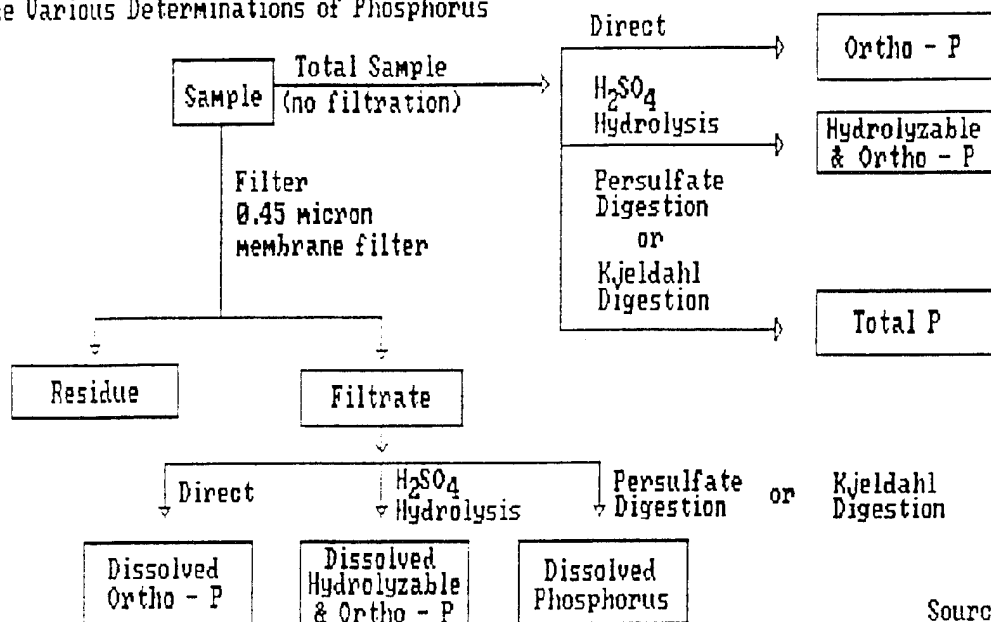 Various Determinations of Phosphorus
Direct
Ortho - P
Total Sample
Sample
(no filtration)
H2SO4
Hydrolysis
Hydrolyzable
& Ortho - P
Filter
0.45 micron
membrane filter
Persulfate
Digestion
or
Kjeldahl
Digestion
Total P
Residue
Filtrate
Direct
H2SO4
Hydrolysis
Persulfate
Digestion
or
Kjeldahl
Digestion
Dissolved
Ortho - P
Dissolved
Hydrolyzable
& Ortho - P
Dissolved
Phosphorus